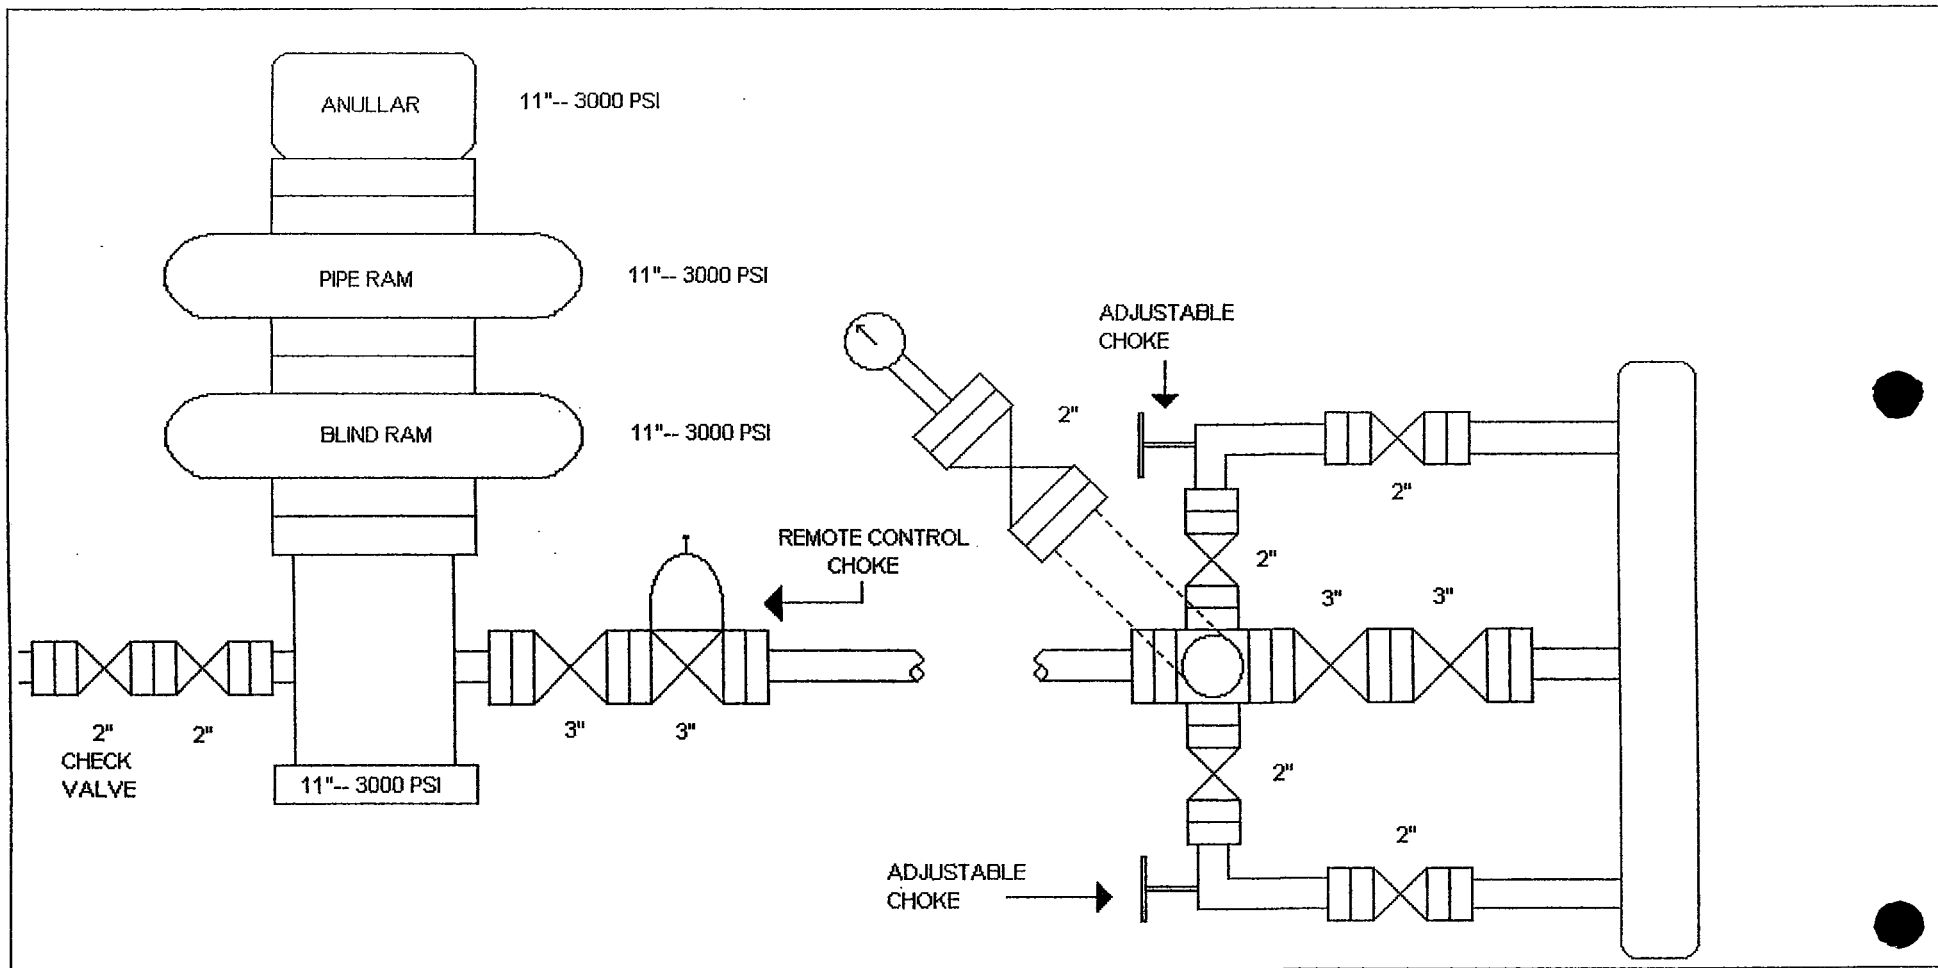 ANULLAR
11"-- 3000 PSI
PIPE RAM
11"-- 3000 PSI
BLIND RAM
11"-- 3000 PSI
REMOTE CONTROL
CHOKE
2"
CHECK
VALVE
2"
3"
3"
11"-- 3000 PSI
ADJUSTABLE
CHOKE
2"
2"
2"
3"
3"
2"
2"
ADJUSTABLE
CHOKE